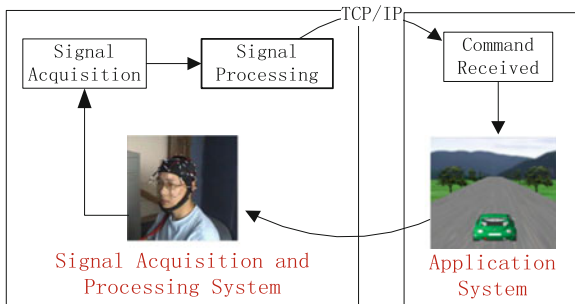 TCP/IP
Signal
Acquisition
Signal
Processing
Command
Received
Signal Acquisition and
Processing System
Application
System